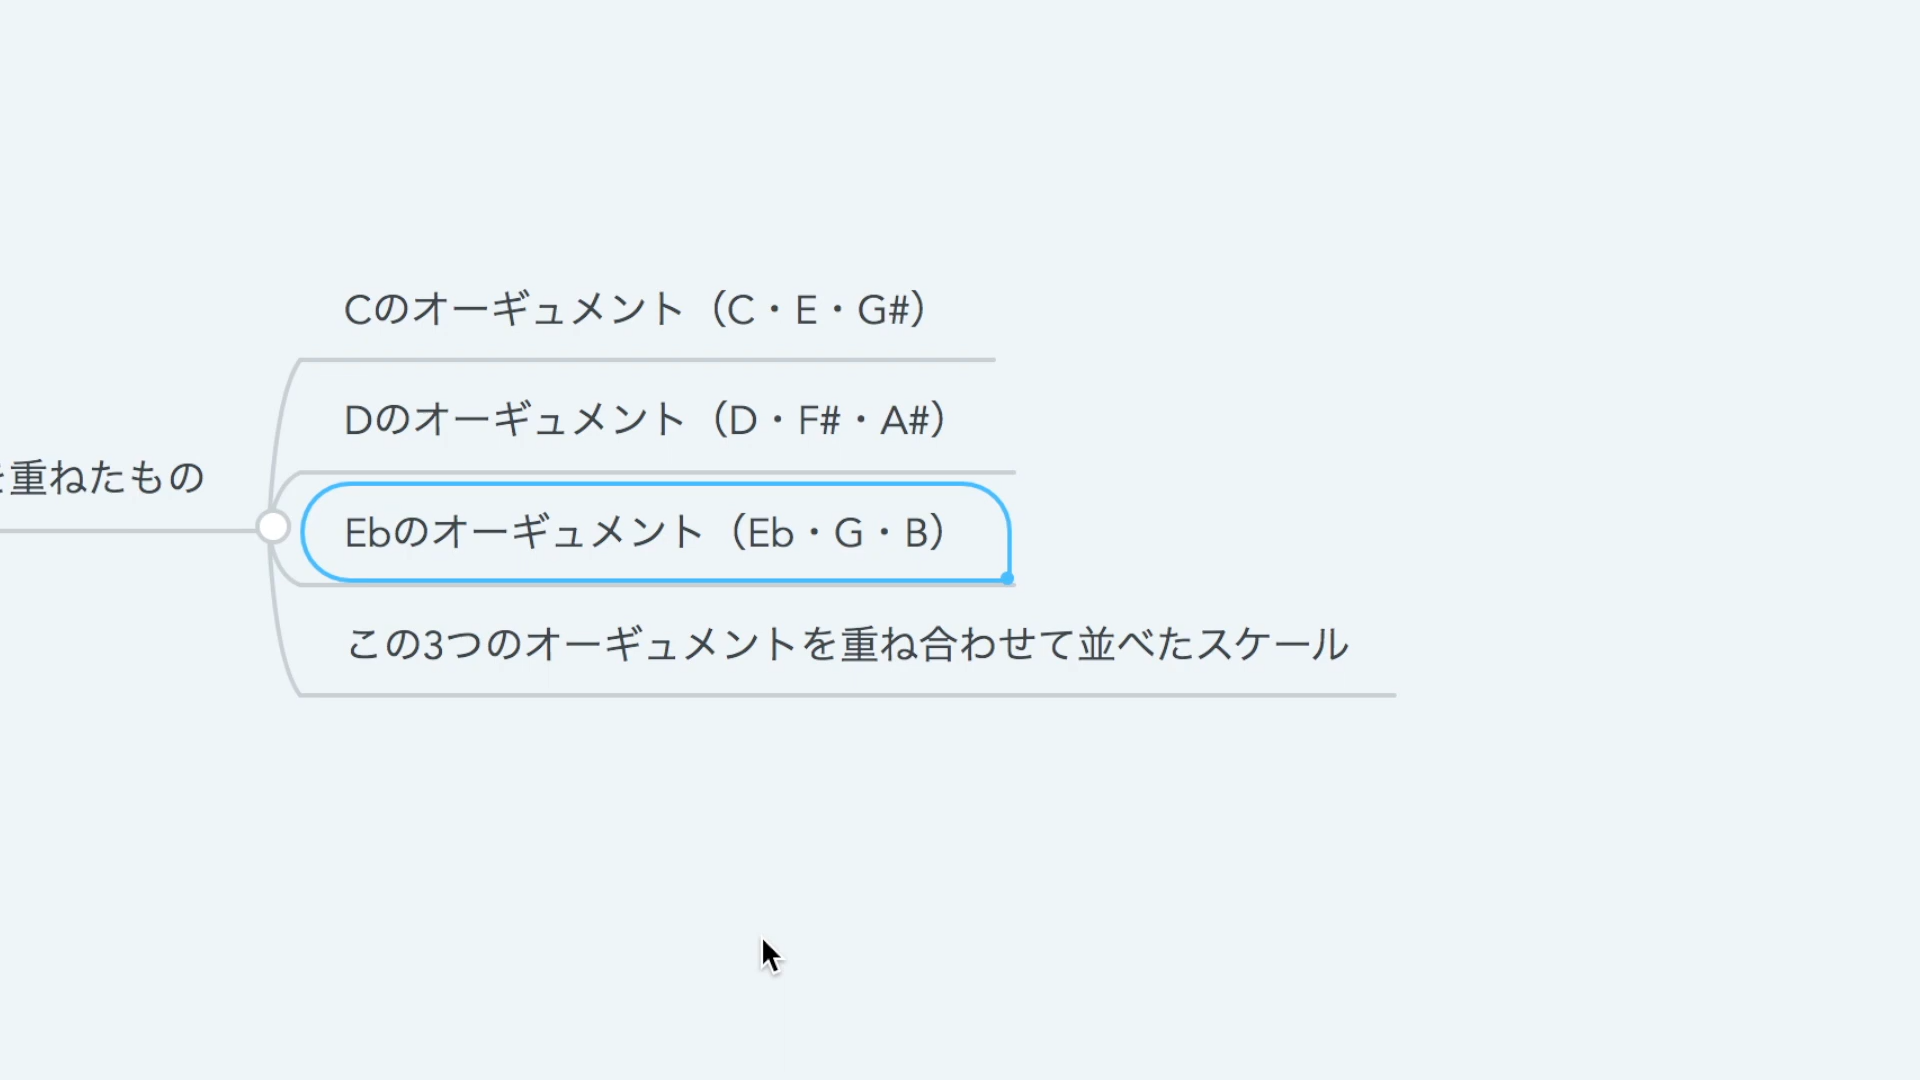 Cのオーギュメント（C・E・G#）
Dのオーギュメント（D・F#・A#）
を重ねたもの
Ebのオーギュメント（Eb・G・B）
この3つのオーギュメントを重ね合わせて並べたスケール